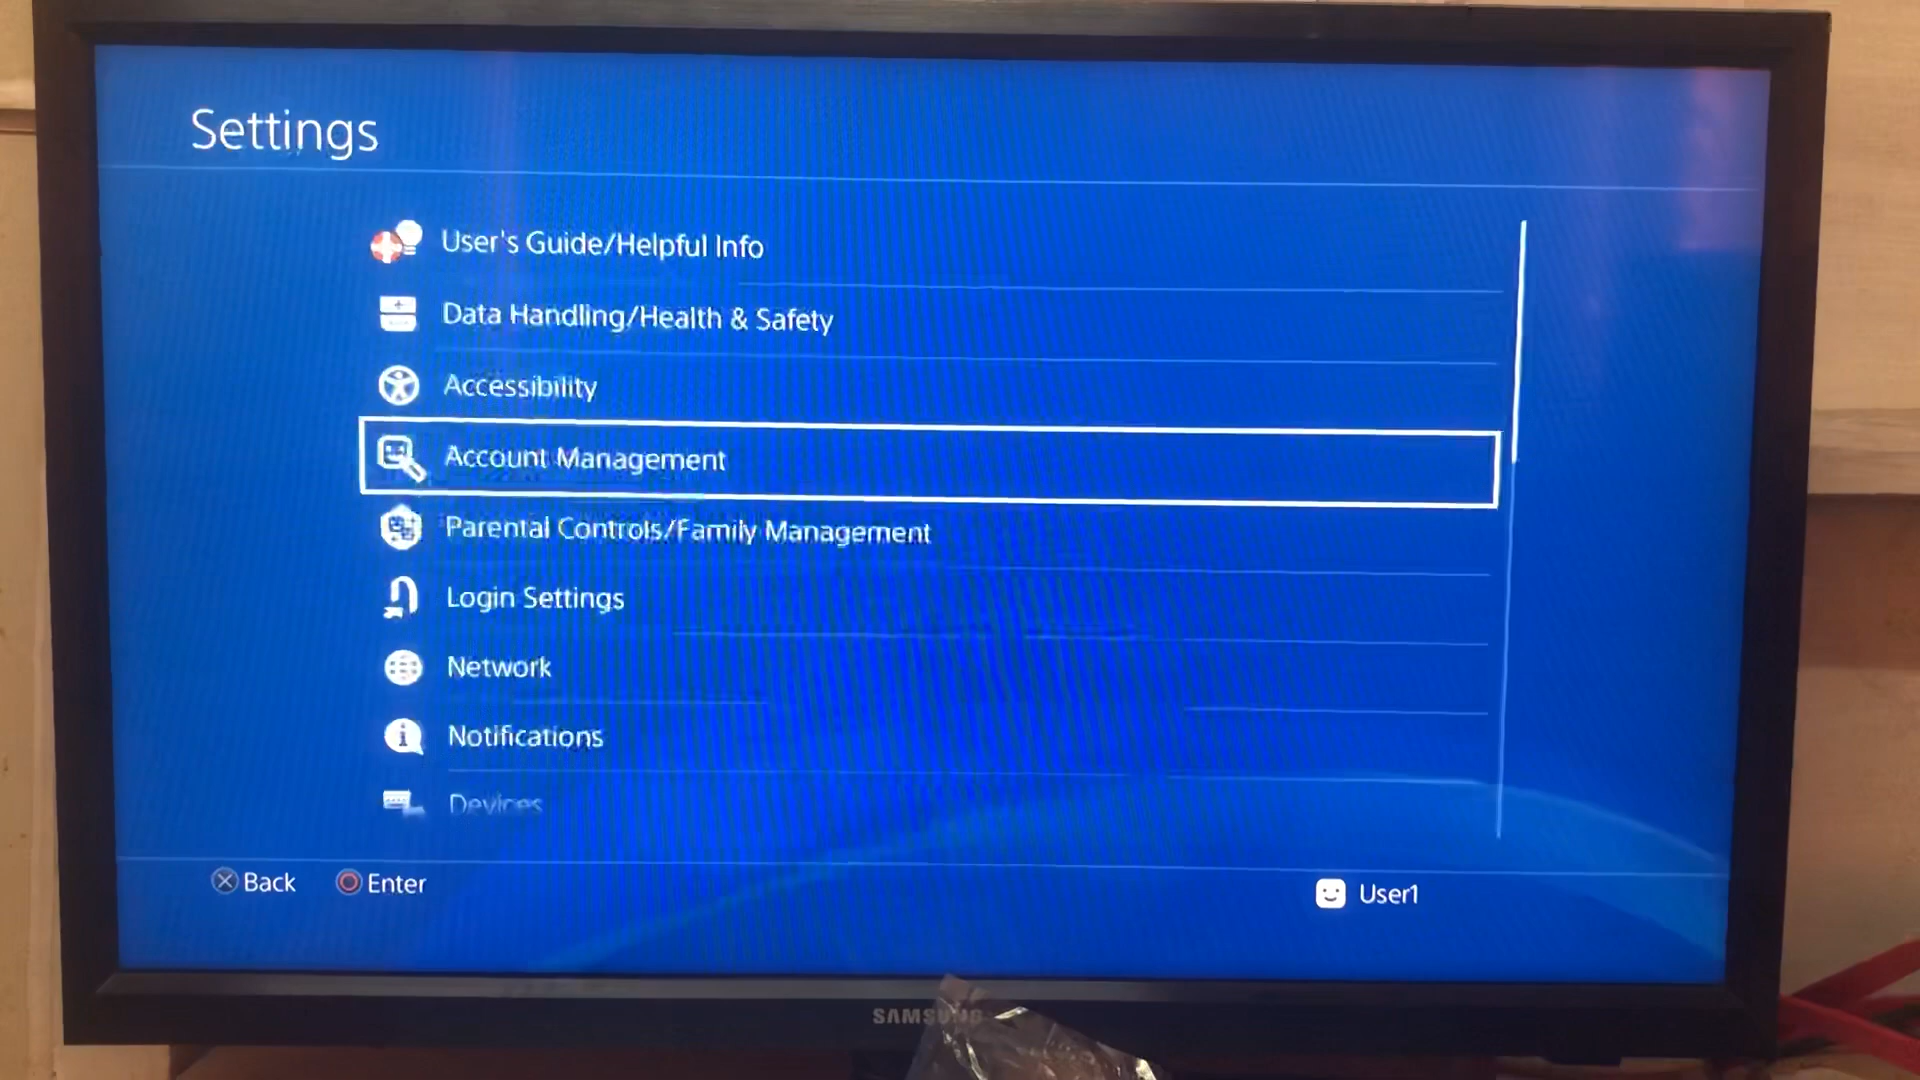 Settings
User's Guide/Helpful Info
Data Handling/Health & Safety
Accessibility
Account Management
Parental Controls/Family Management
Login Settings
Network
Notifications
Devices
Back Enter
User1
SAMSUNG